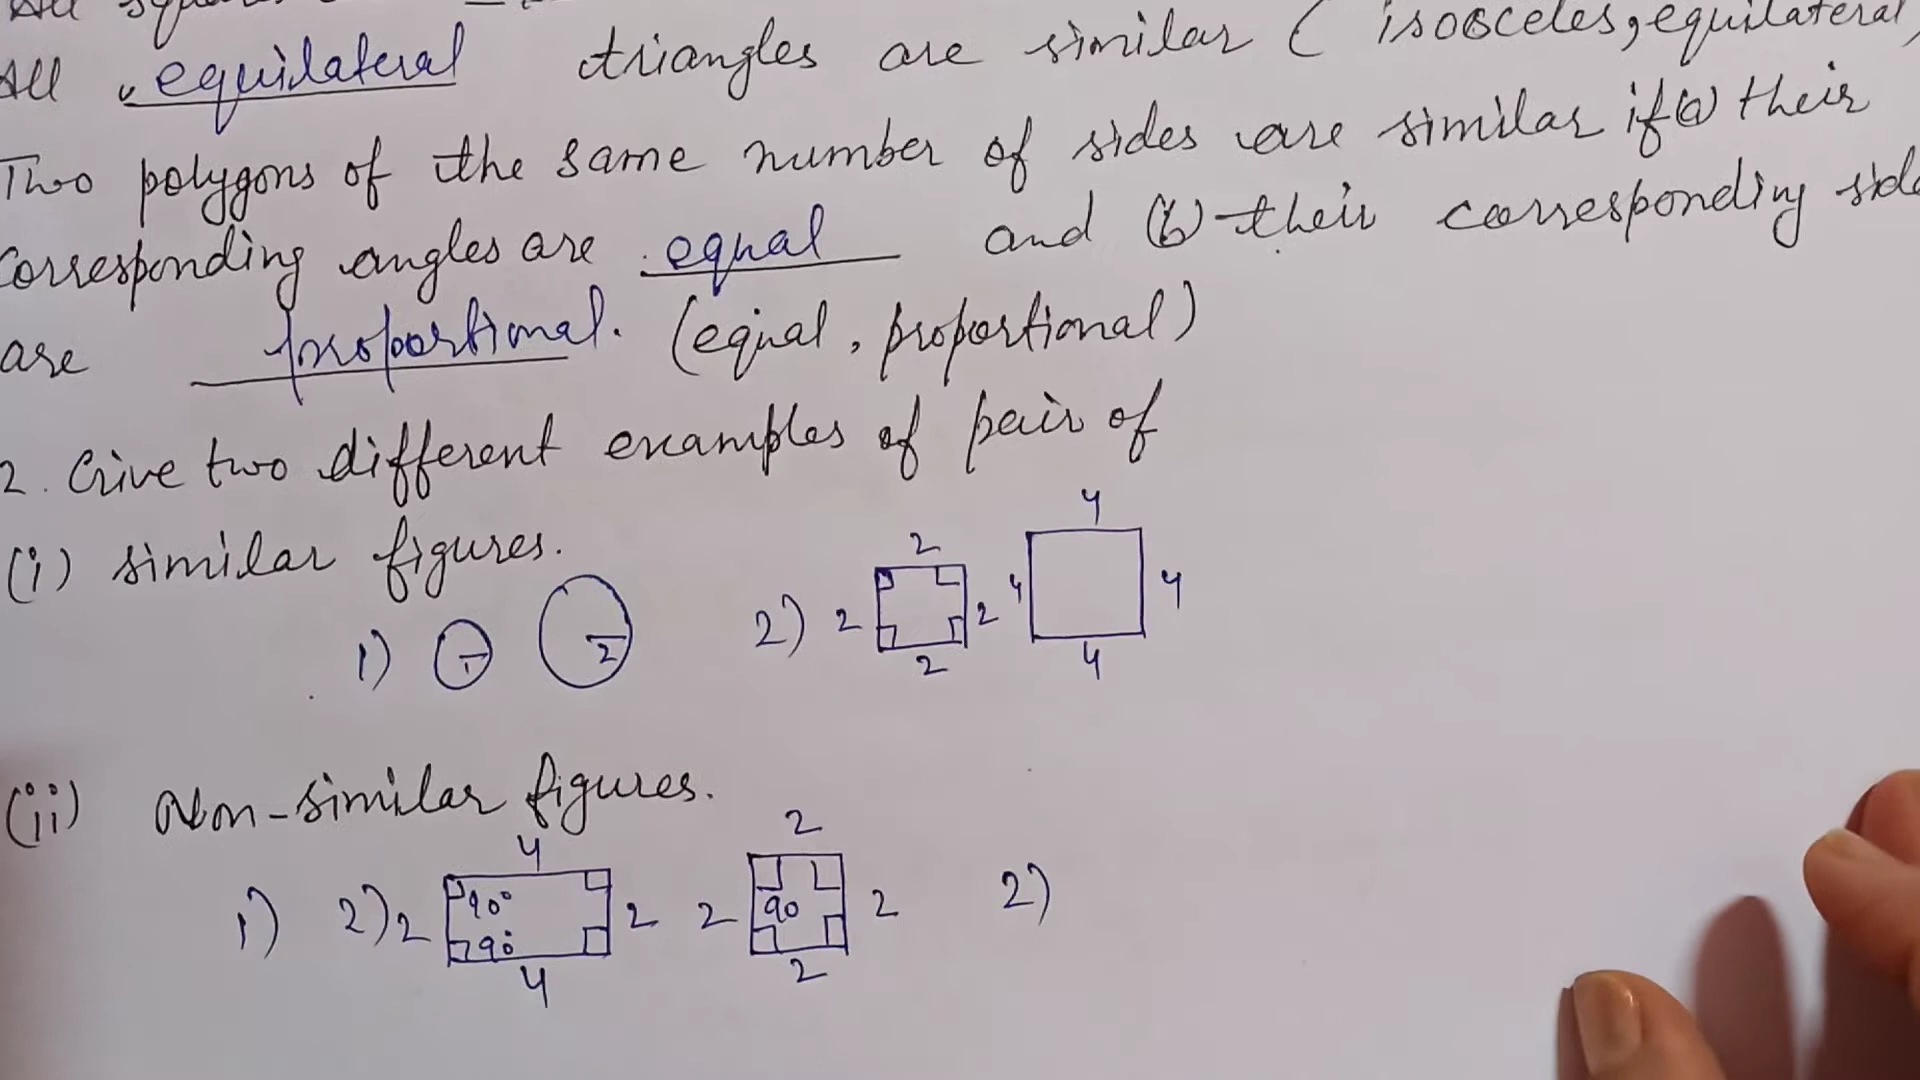 All
All equilateral triangles are similar ( isosceles, equilateral)
Two polygons of the same number of sides are similar if (a) their
corresponding angles are equal and (b) their corresponding
are proportional. (equal, proportional)
2. Give two different examples of pair of
(i) similar figures.
1) 1 2 2) 2 2 2 2 4 4 4 4
(ii) Non-similar figures.
1) 2) 2 4 90° 90° 2 4 2 2 90 2 2 2)